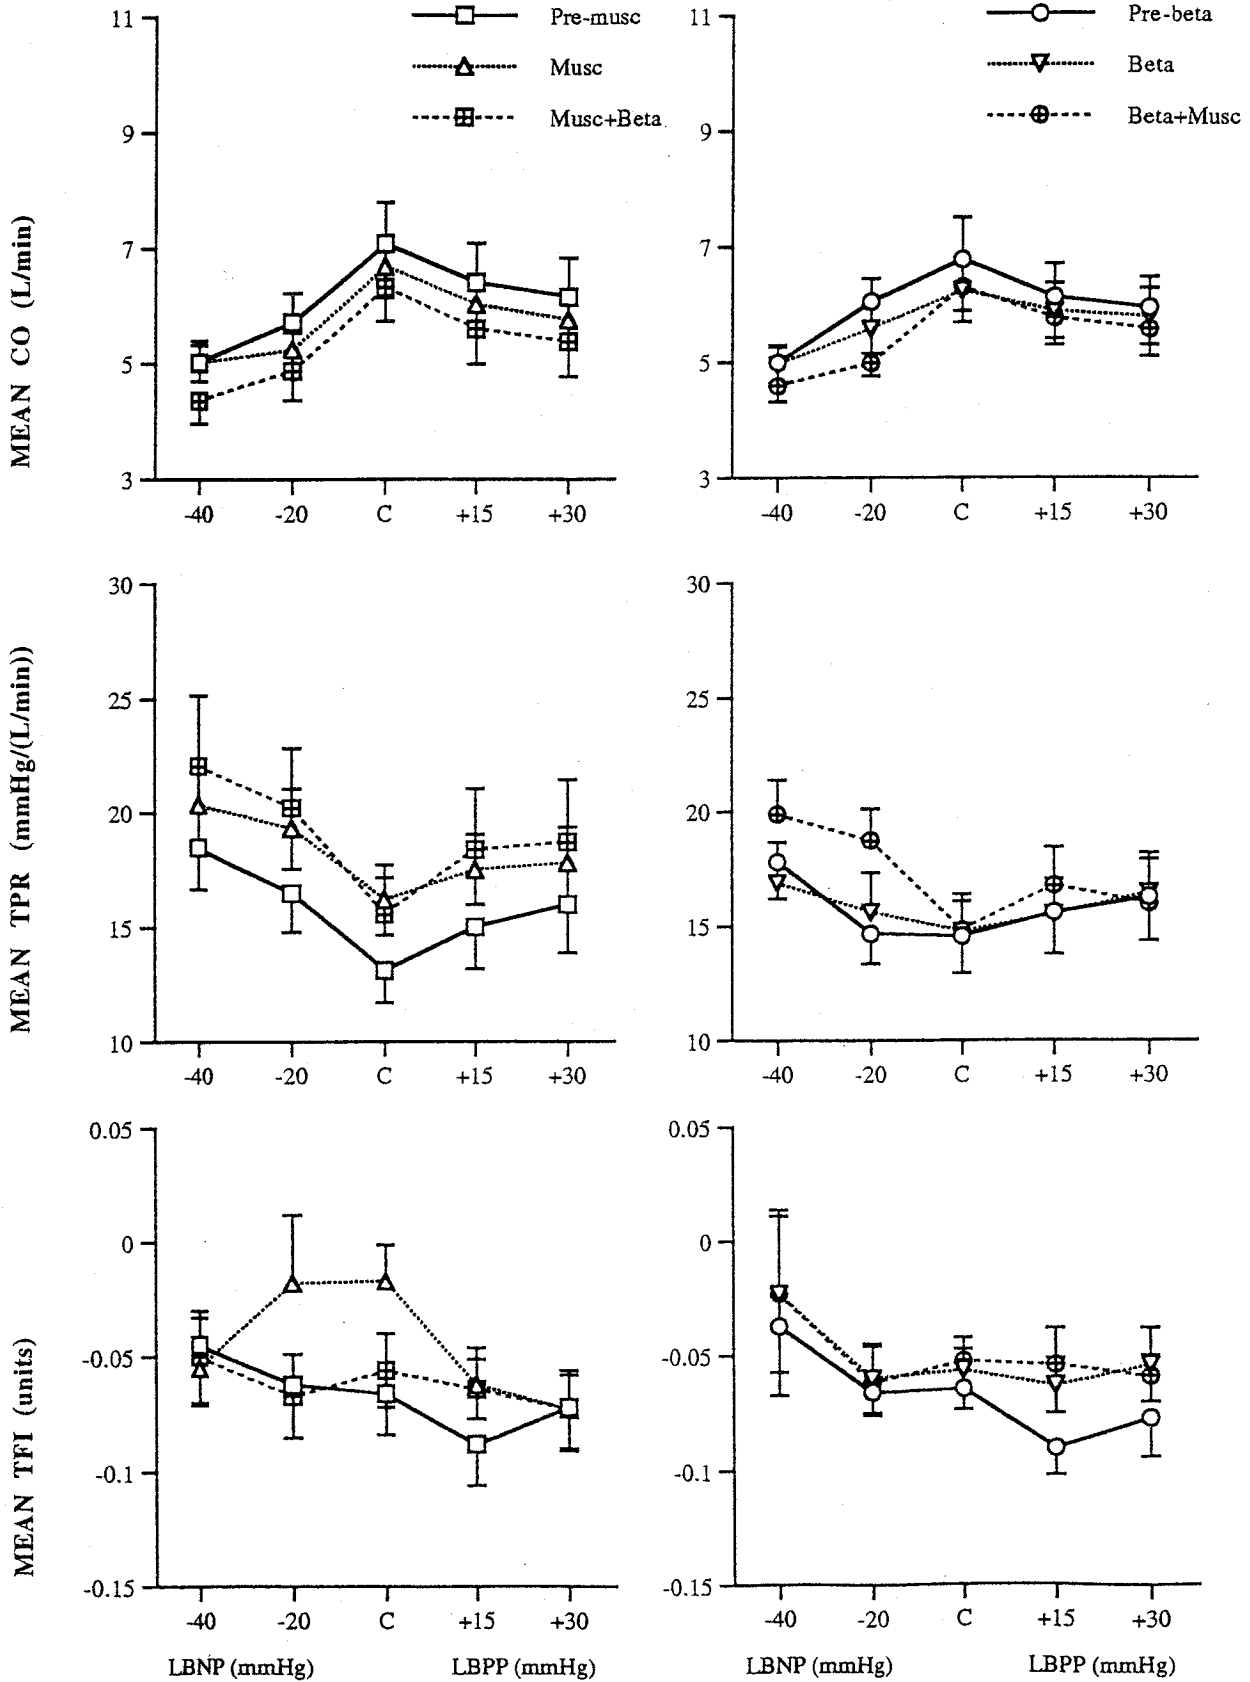 Pre-musc
Musc
Musc+Beta
Pre-beta
Beta
Beta+Musc
MEAN CO (L/min)
11
9
7
5
3
-40 -20 C +15 +30
11
9
7
5
3
-40 -20 C +15 +30
MEAN TPR (mmHg/(L/min))
30
25
20
15
10
-40 -20 C +15 +30
30
25
20
15
10
-40 -20 C +15 +30
MEAN TFI (units)
0.05
0
-0.05
-0.1
-0.15
-40 -20 C +15 +30
LBNP (mmHg) LBPP (mmHg)
0.05
0
-0.05
-0.1
-0.15
-40 -20 C +15 +30
LBNP (mmHg) LBPP (mmHg)